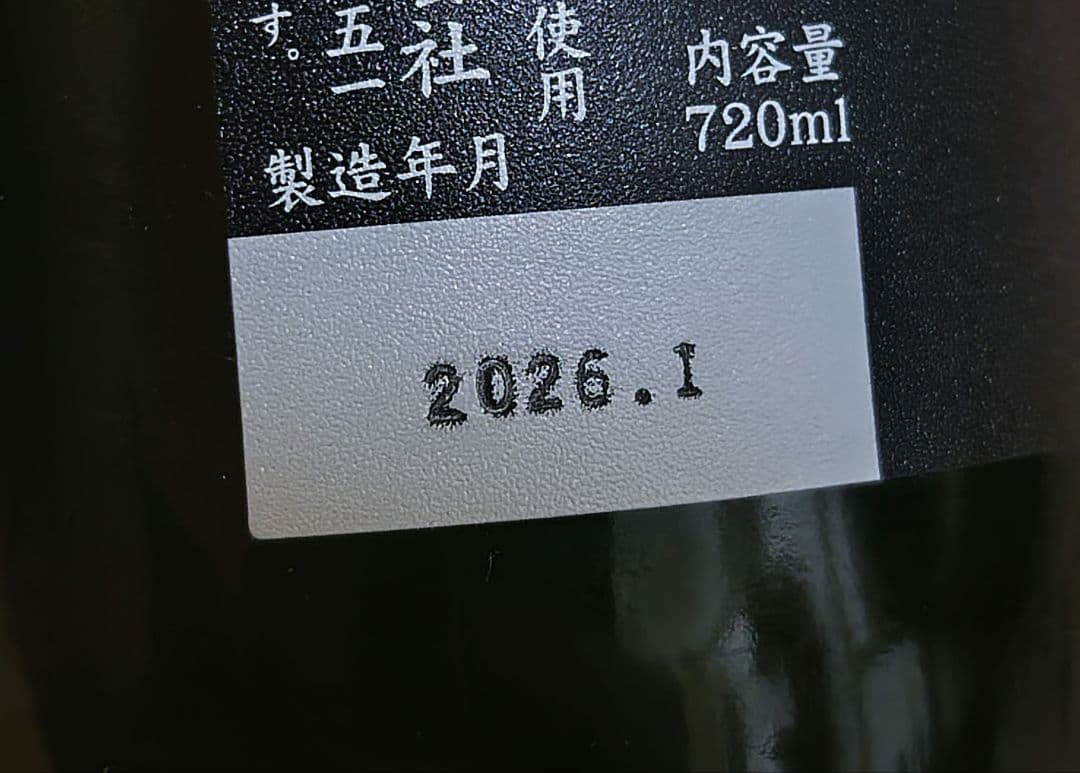 内容量
720ml
使用
社
五一
す。
製造年月
2026.1